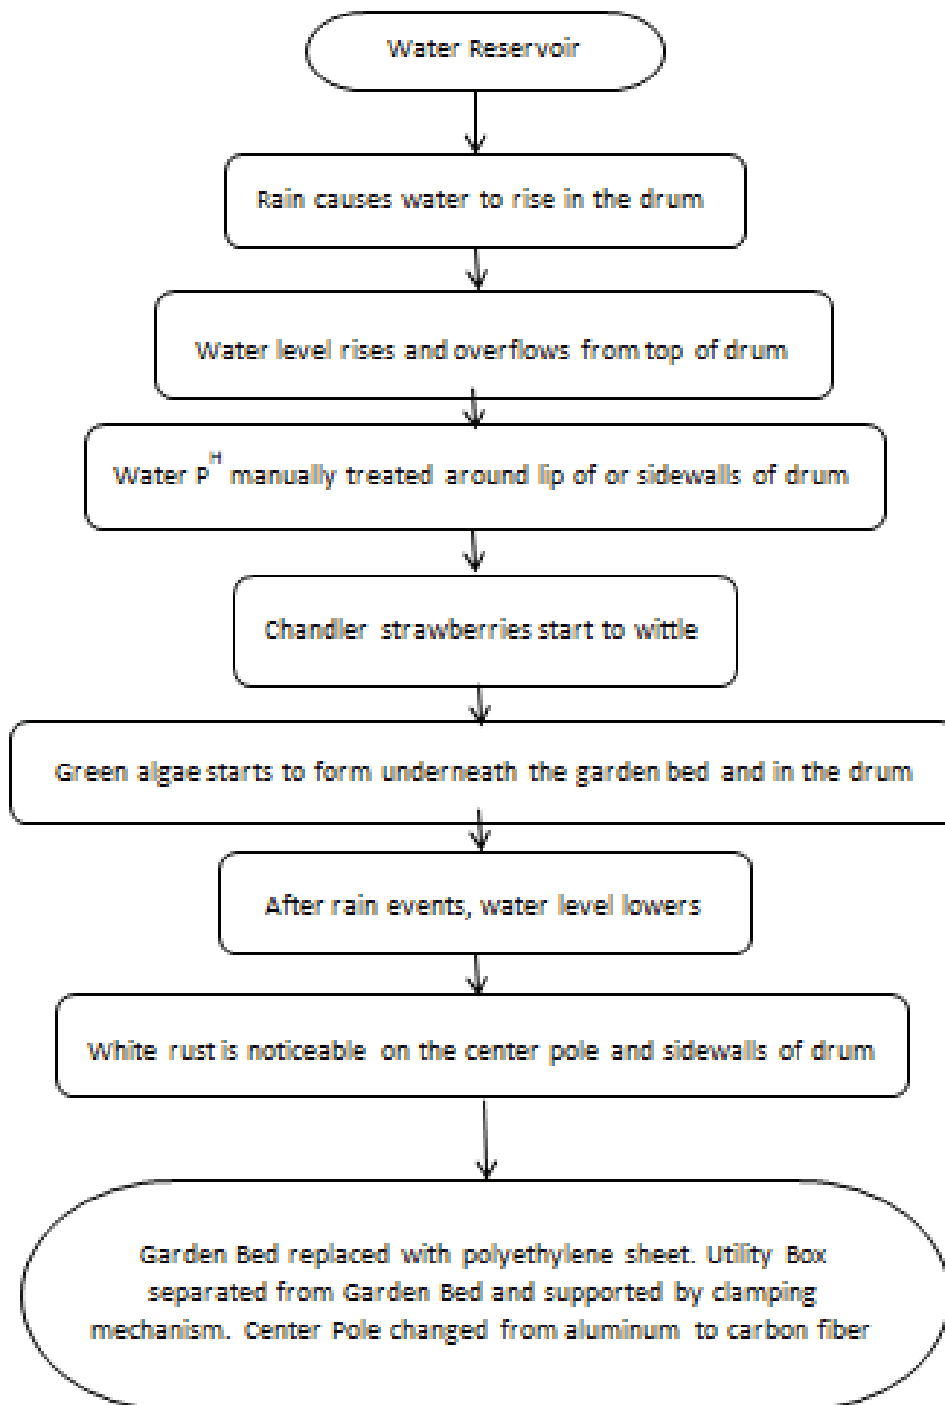 Water Reservoir
Rain causes water to rise in the drum
Water level rises and overflows from top of drum
Water P^H manually treated around lip of or sidewalls of drum
Chandler strawberries start to wittle
Green algae starts to form underneath the garden bed and in the drum
After rain events, water level lowers
White rust is noticeable on the center pole and sidewalls of drum
Garden Bed replaced with polyethylene sheet. Utility Box
separated from Garden Bed and supported by clamping
mechanism. Center Pole changed from aluminum to carbon fiber